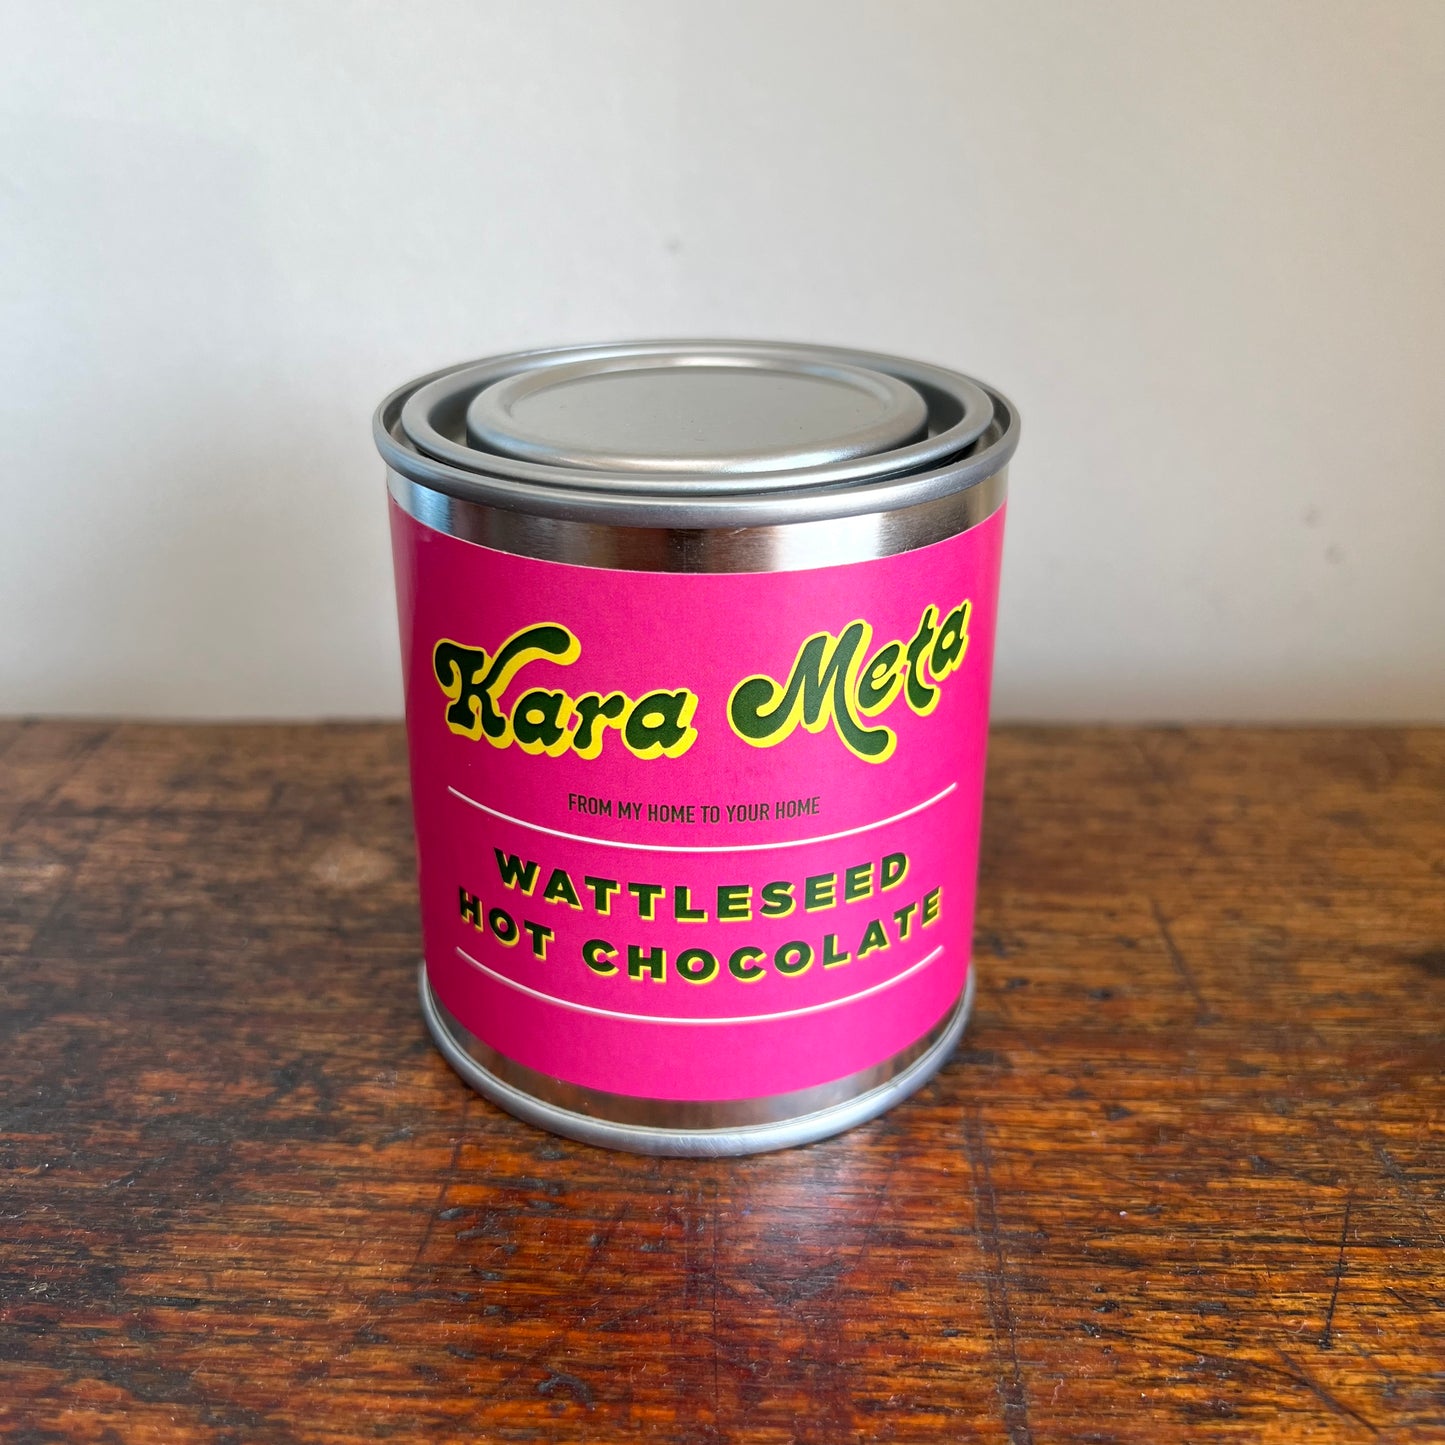 Kara Meta
FROM MY HOME TO YOUR HOME
WATTLESEED
HOT CHOCOLATE